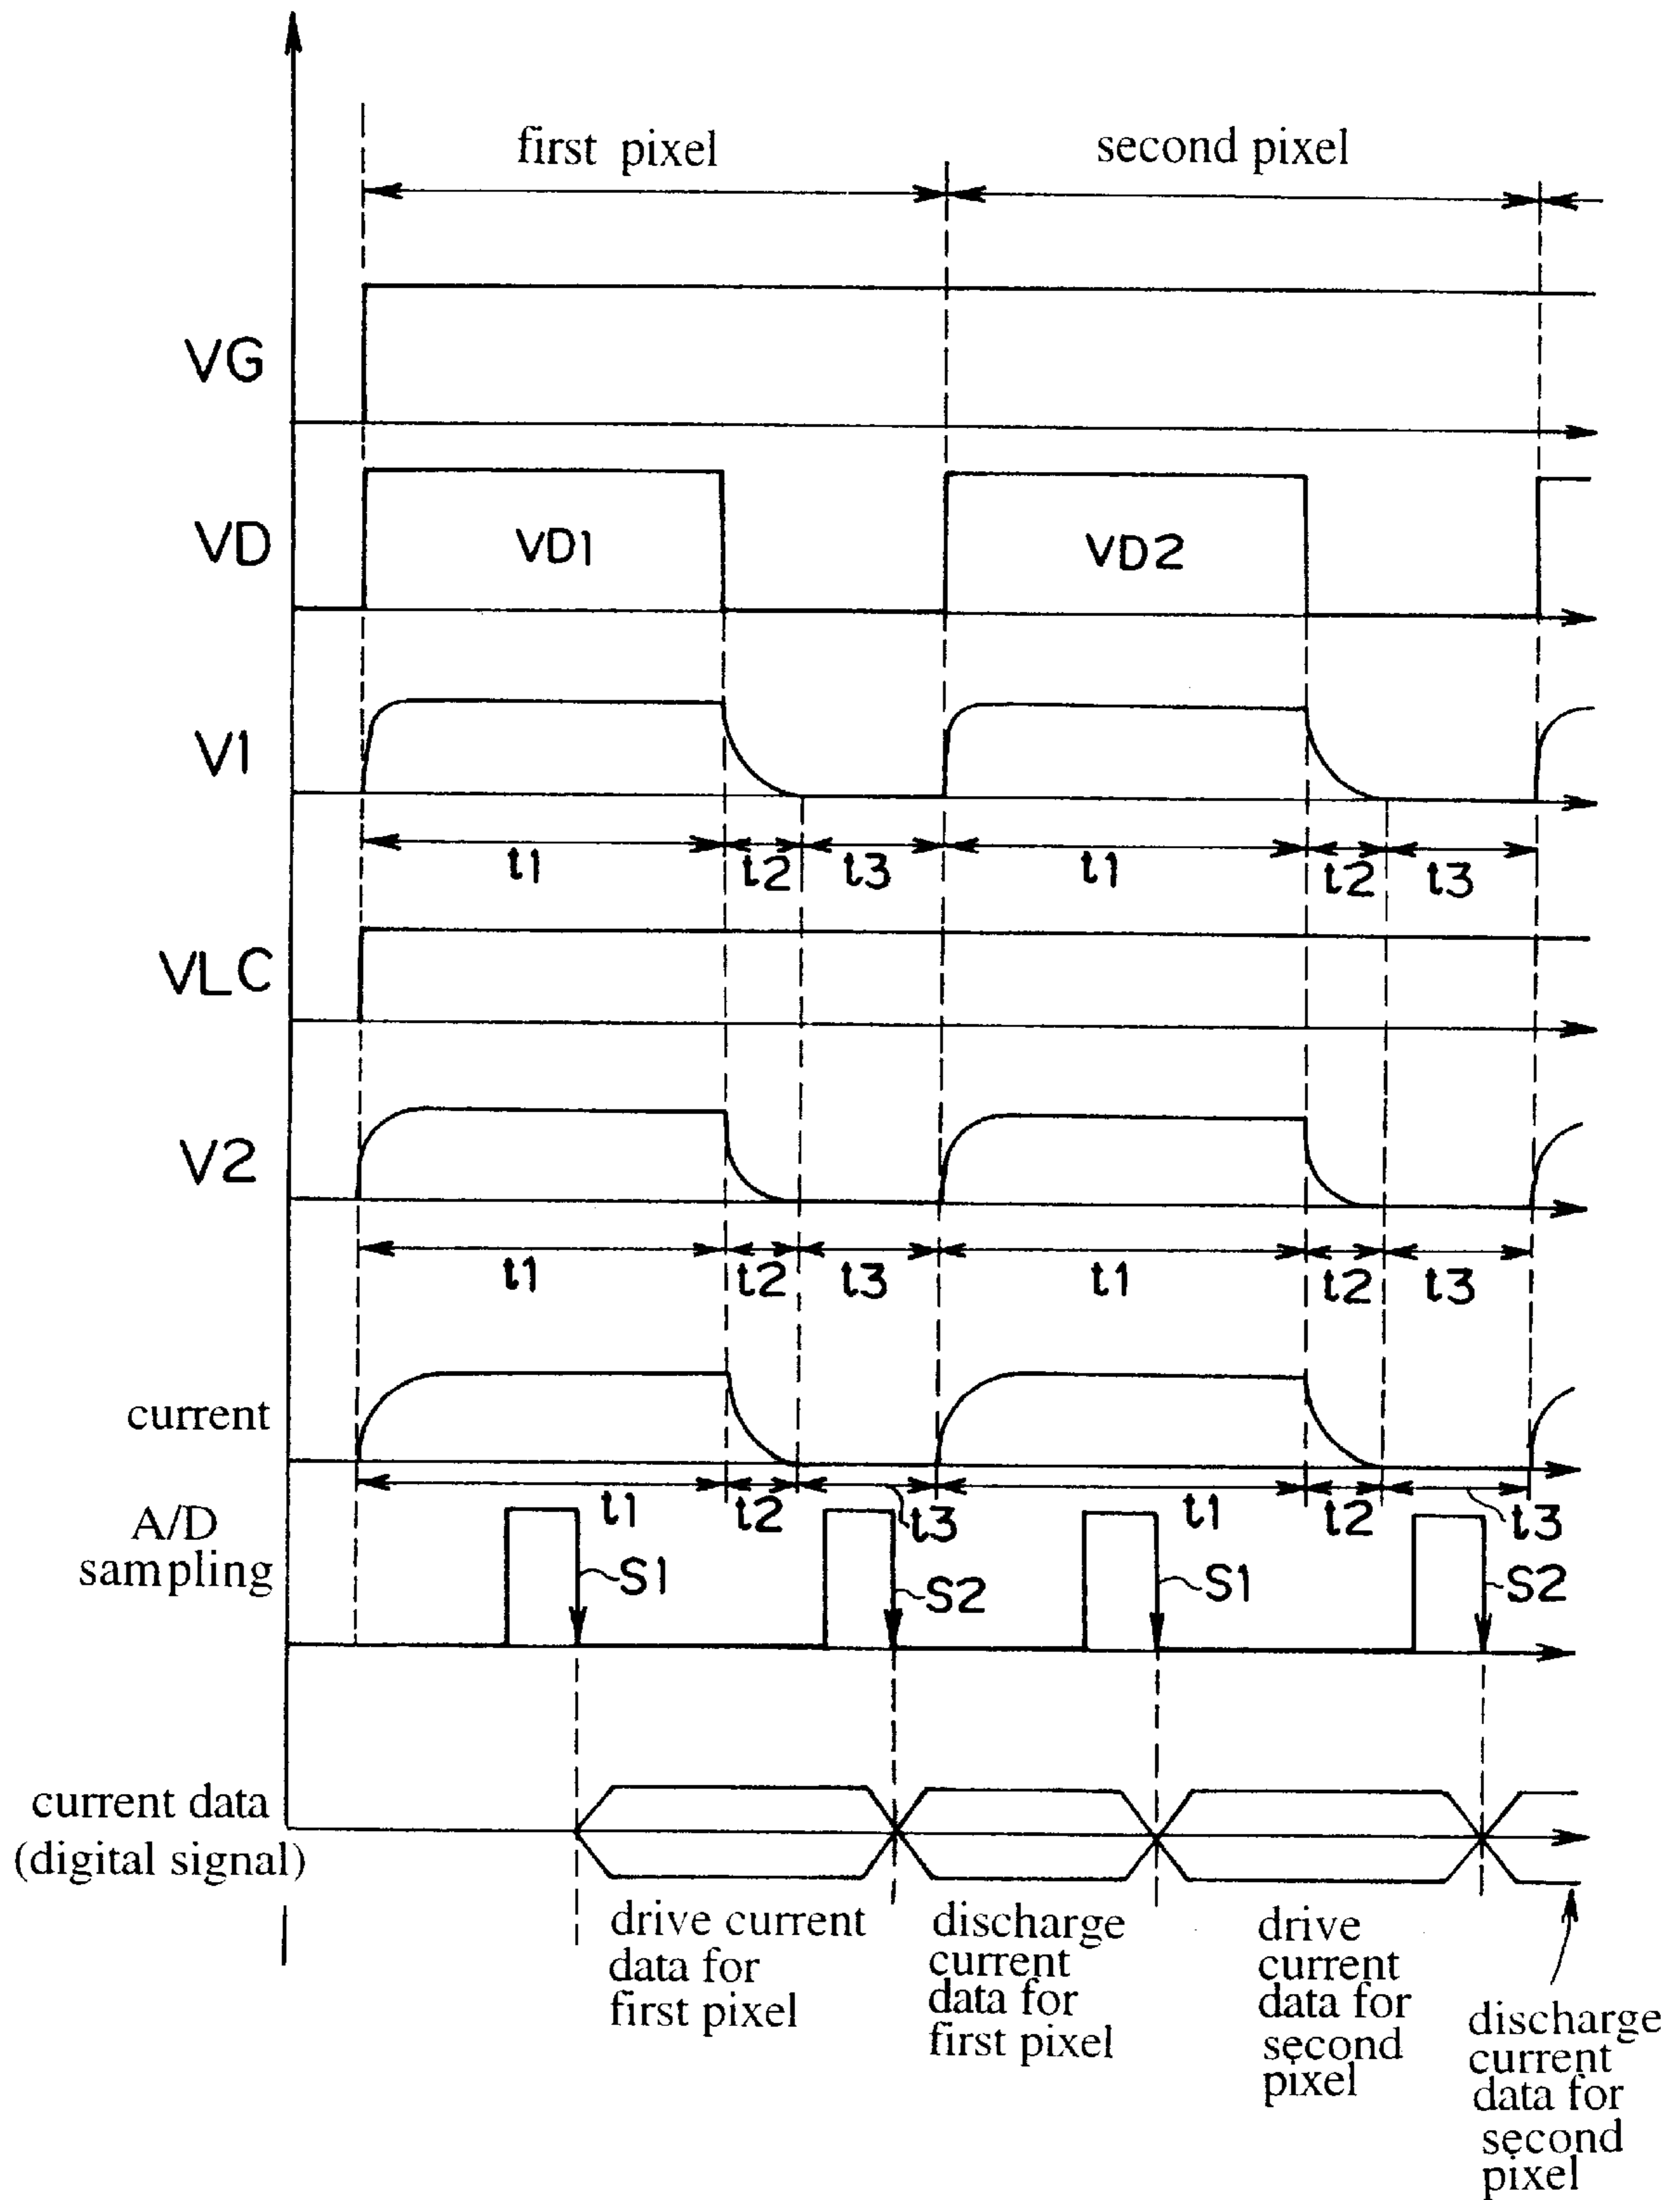 first pixel
second pixel
VG
VD
VD1
VD2
V1
t1
t2
t3
t1
t2
t3
VLC
V2
t1
t2
t3
t1
t2
t3
current
t1
t2
t3
t1
t2
t3
A/D
sampling
S1
S2
S1
S2
current data
(digital signal)
drive current
data for
first pixel
discharge
current
data for
first pixel
drive
current
data for
second
pixel
discharge
current
data for
second
pixel